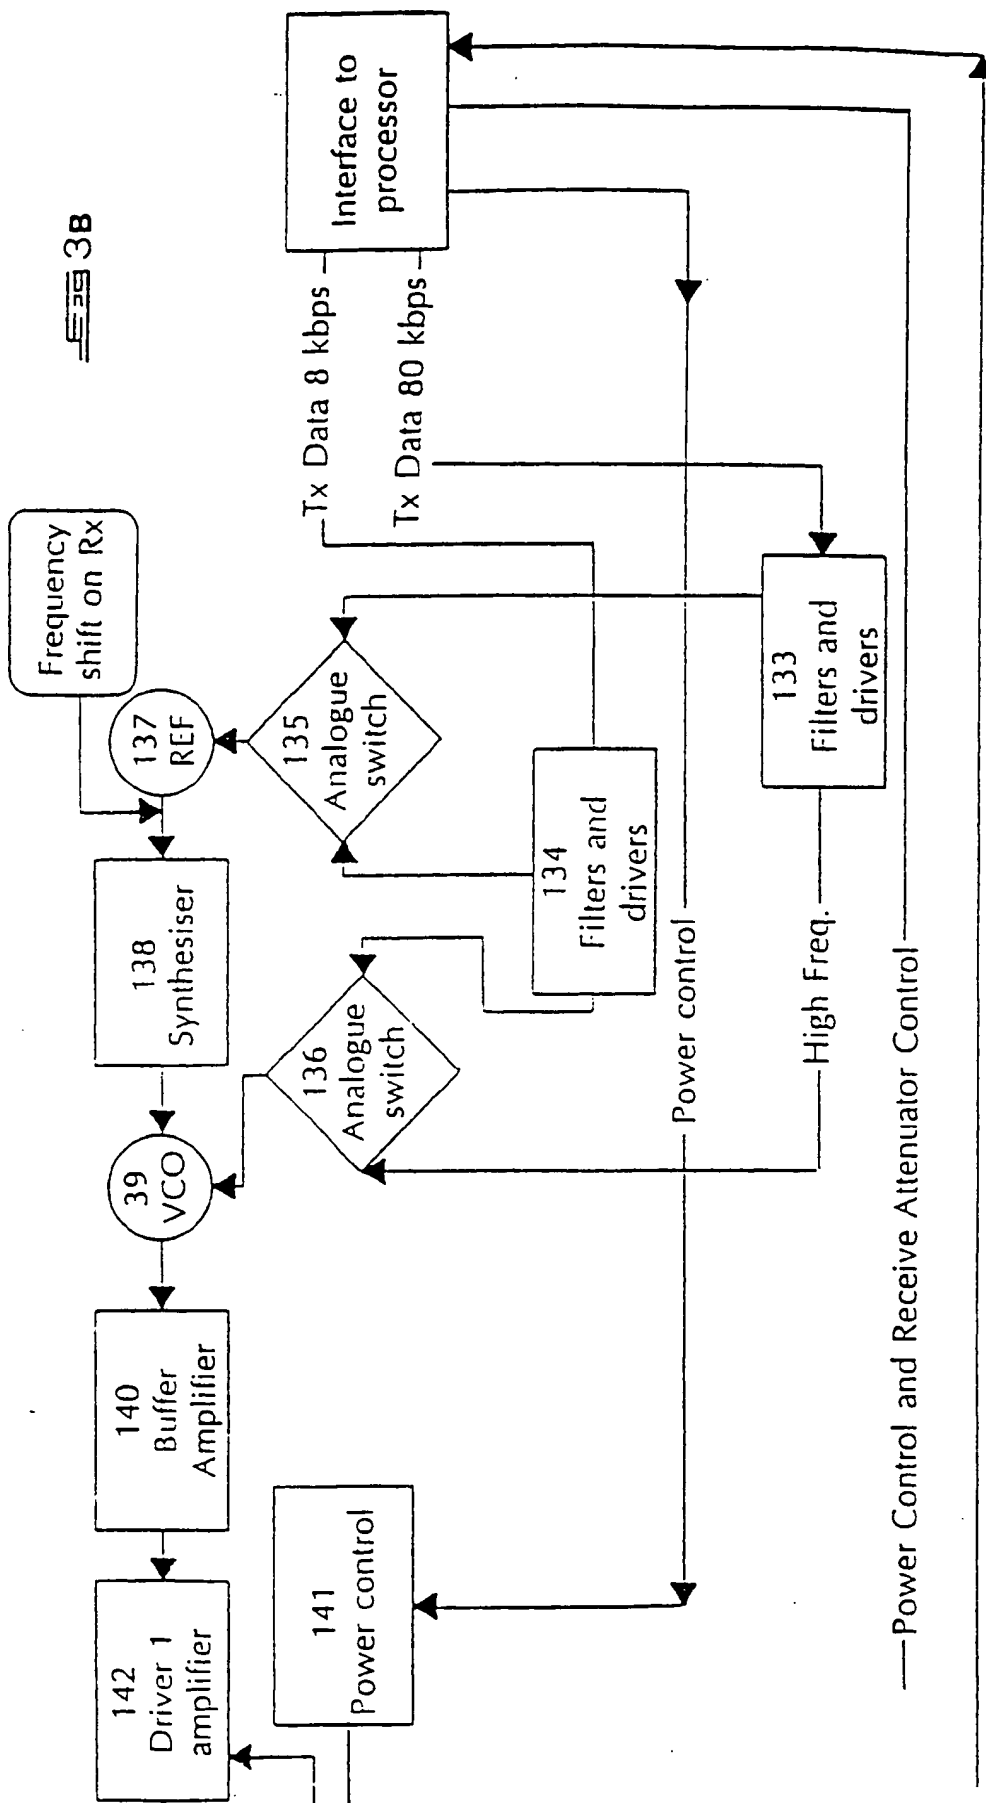 Fig 3B
Interface to
processor
Tx Data 8 kbps
Tx Data 80 kbps
Frequency
shift on Rx
137
REF
135
Analogue
switch
138
Synthesiser
136
Analogue
switch
134
Filters and
drivers
133
Filters and
drivers
39
VCO
140
Buffer
Amplifier
142
Driver 1
amplifier
141
Power control
Power control
High Freq.
Power Control and Receive Attenuator Control